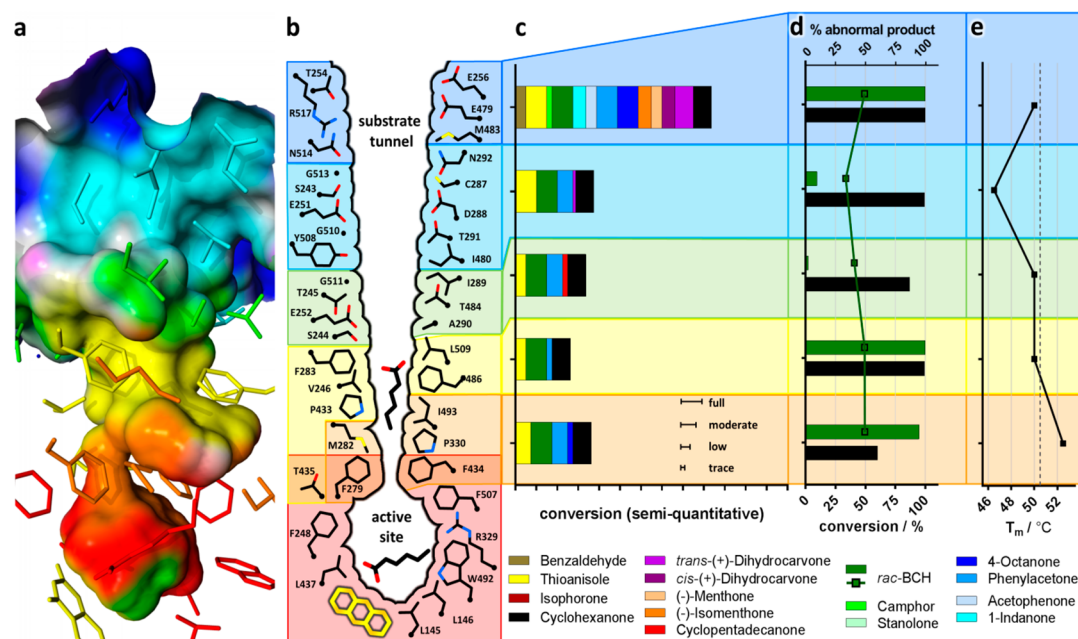 a
b
c
d
e
T254
R517
N514
substrate
tunnel
E256
E479
M483
G513
S243
E251
G510
Y508
N292
C287
D288
T291
I480
G511
T245
E252
S244
I289
T484
A290
F283
V246
P433
M282
L509
486
I493
P330
T435
F279
F434
F507
active
site
F248
R329
L437
W492
L146
L145
full
moderate
low
trace
conversion (semi-quantitative)
% abnormal product
0 50 100
0 25 50 75 100
conversion / %
46 48 50 52
Tm / °C
Benzaldehyde
Thioanisole
Isophorone
Cyclohexanone
trans-(+)-Dihydrocarvone
cis-(+)-Dihydrocarvone
(-)-Menthone
(-)-Isomenthone
Cyclopentadecanone
rac-BCH
Camphor
Stanolone
4-Octanone
Phenylacetone
Acetophenone
1-Indanone